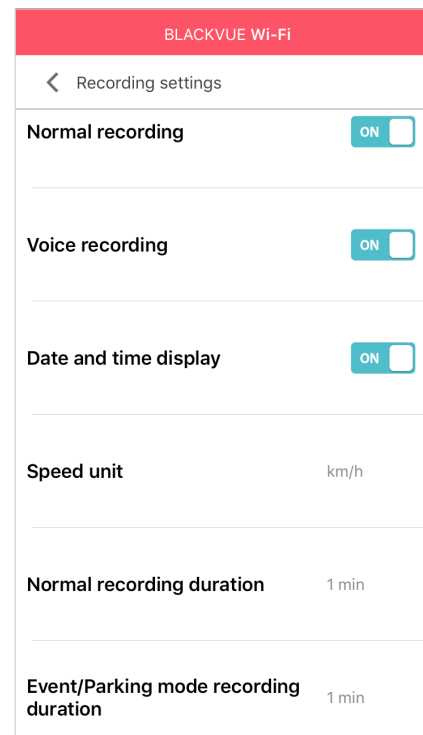 BLACKVUE Wi-Fi
Recording settings
Normal recording
ON
Voice recording
ON
Date and time display
ON
Speed unit
km/h
Normal recording duration
1 min
Event/Parking mode recording
duration
1 min